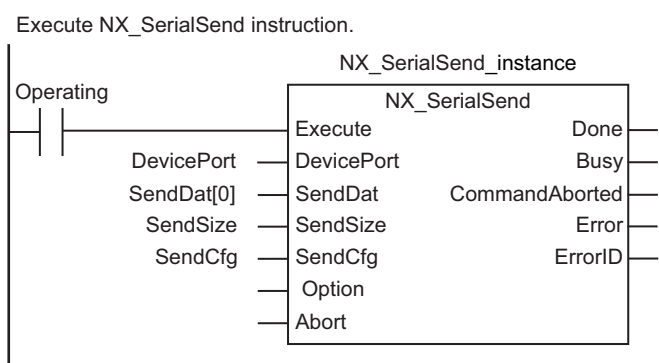 Execute NX_SerialSend instruction.
NX_SerialSend_instance
Operating
NX_SerialSend
Execute Done
DevicePort DevicePort Busy
SendDat[0] SendDat CommandAborted
SendSize SendSize Error
SendCfg SendCfg ErrorID
Option
Abort